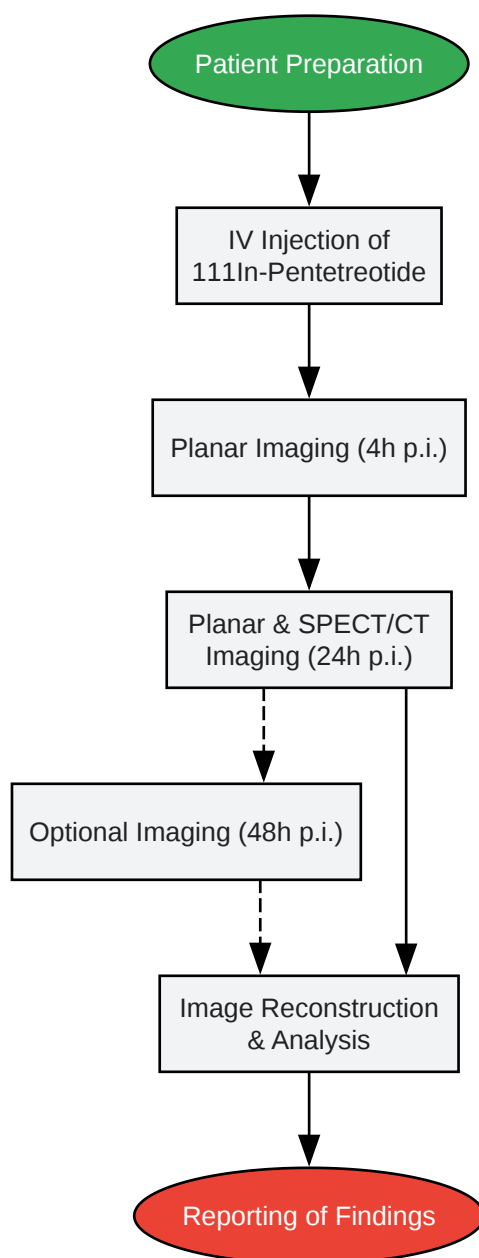 Patient Preparation
IV Injection of
111In-Pentetreotide
Planar Imaging (4h p.i.)
Planar & SPECT/CT
Imaging (24h p.i.)
Optional Imaging (48h p.i.)
Image Reconstruction
& Analysis
Reporting of Findings